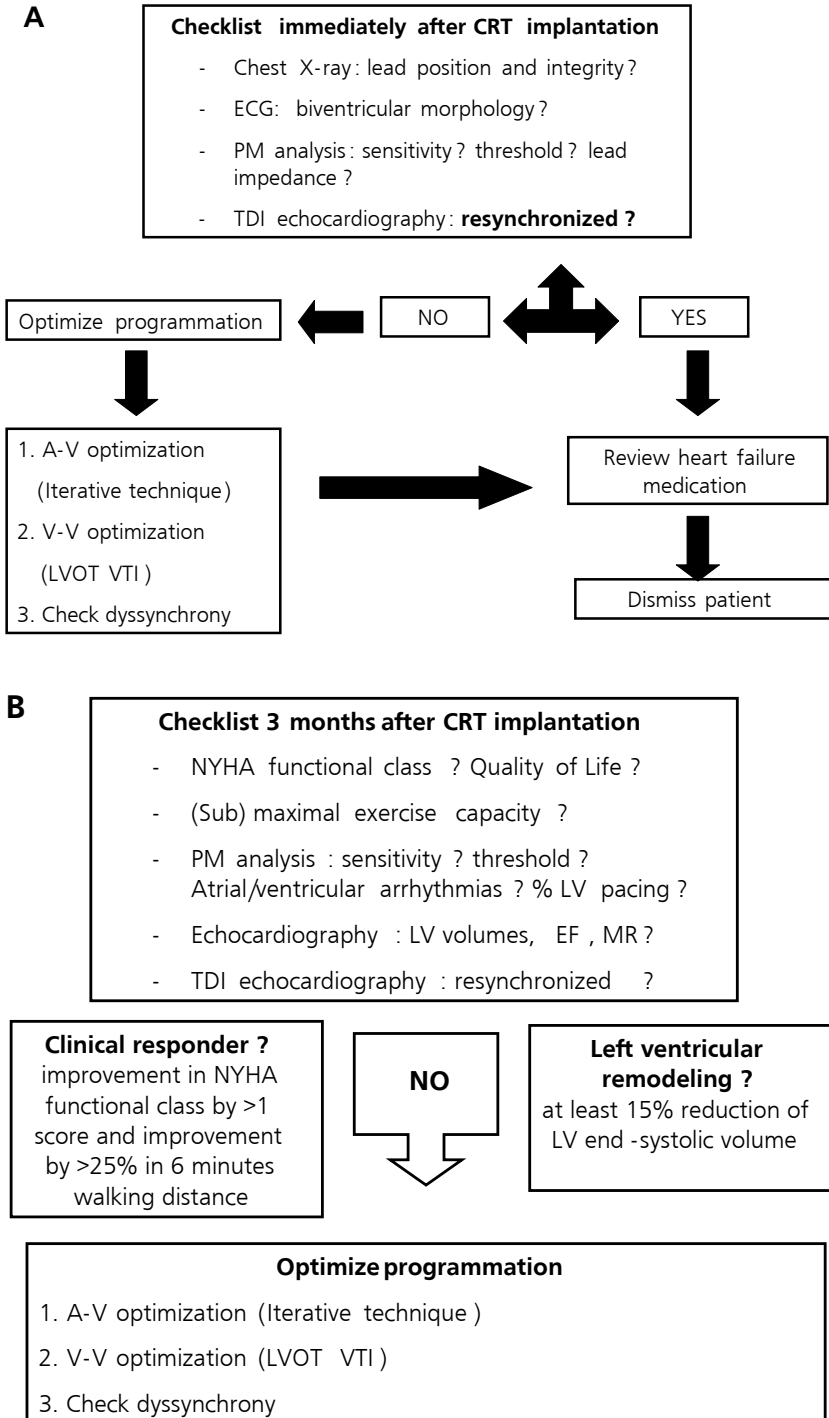 A
Checklist immediately after CRT implantation
- Chest X-ray: lead position and integrity?
- ECG: biventricular morphology?
- PM analysis: sensitivity? threshold? lead
impedance?
- TDI echocardiography: resynchronized?
Optimize programmation
NO
YES
1. A-V optimization
(Iterative technique)
2. V-V optimization
(LVOT VTI)
3. Check dyssynchrony
Review heart failure
medication
Dismiss patient
B
Checklist 3 months after CRT implantation
- NYHA functional class ? Quality of Life ?
- (Sub) maximal exercise capacity ?
- PM analysis : sensitivity ? threshold ?
Atrial/ventricular arrhythmias ? % LV pacing ?
- Echocardiography : LV volumes, EF , MR ?
- TDI echocardiography : resynchronized ?
Clinical responder ?
improvement in NYHA
functional class by >1
score and improvement
by >25% in 6 minutes
walking distance
NO
Left ventricular
remodeling ?
at least 15% reduction of
LV end -systolic volume
Optimize programmation
1. A-V optimization (Iterative technique )
2. V-V optimization (LVOT VTI )
3. Check dyssynchrony